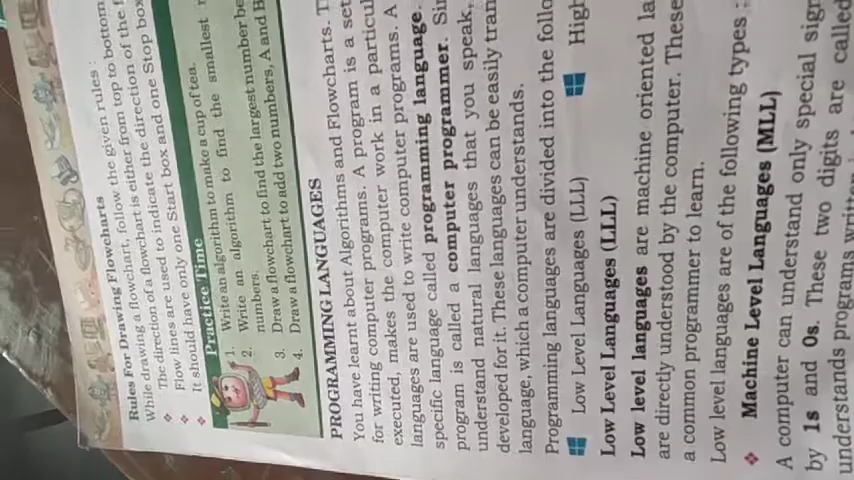 Rules For Drawing Flowcharts
While drawing a flowchart, follow the given rules :
The direction of a flowchart is either from top to bottom
Flow lines are used to indicate the direction of the
It should have only one Start box and one Stop box
Practice Time
1. Write an algorithm to make a cup of tea.
2. Write an algorithm to find the smallest
numbers.
3. Draw a flowchart to find the largest number
4. Draw a flowchart to add two numbers, A and B
PROGRAMMING LANGUAGES
You have learnt about Algorithms and Flowcharts.
for writing computer programs. A program is a set
executed, makes the computer work in a
languages are used to write computer programs. A
specific language called programming language.
program is called a computer programmer.
understand natural languages that you speak,
developed for it. These languages can be easily
language, which a computer understands.
Programming languages are divided into the
Low Level Languages (LLL) High
Low Level Languages (LLL)
Low level languages are machine oriented
are directly understood by the computer. These
a common programmer to learn.
Low level languages are of the following types :
Machine Level Languages (MLL)
A computer can understand only special
by 1s and 0s. These two digits are called
understands programs written